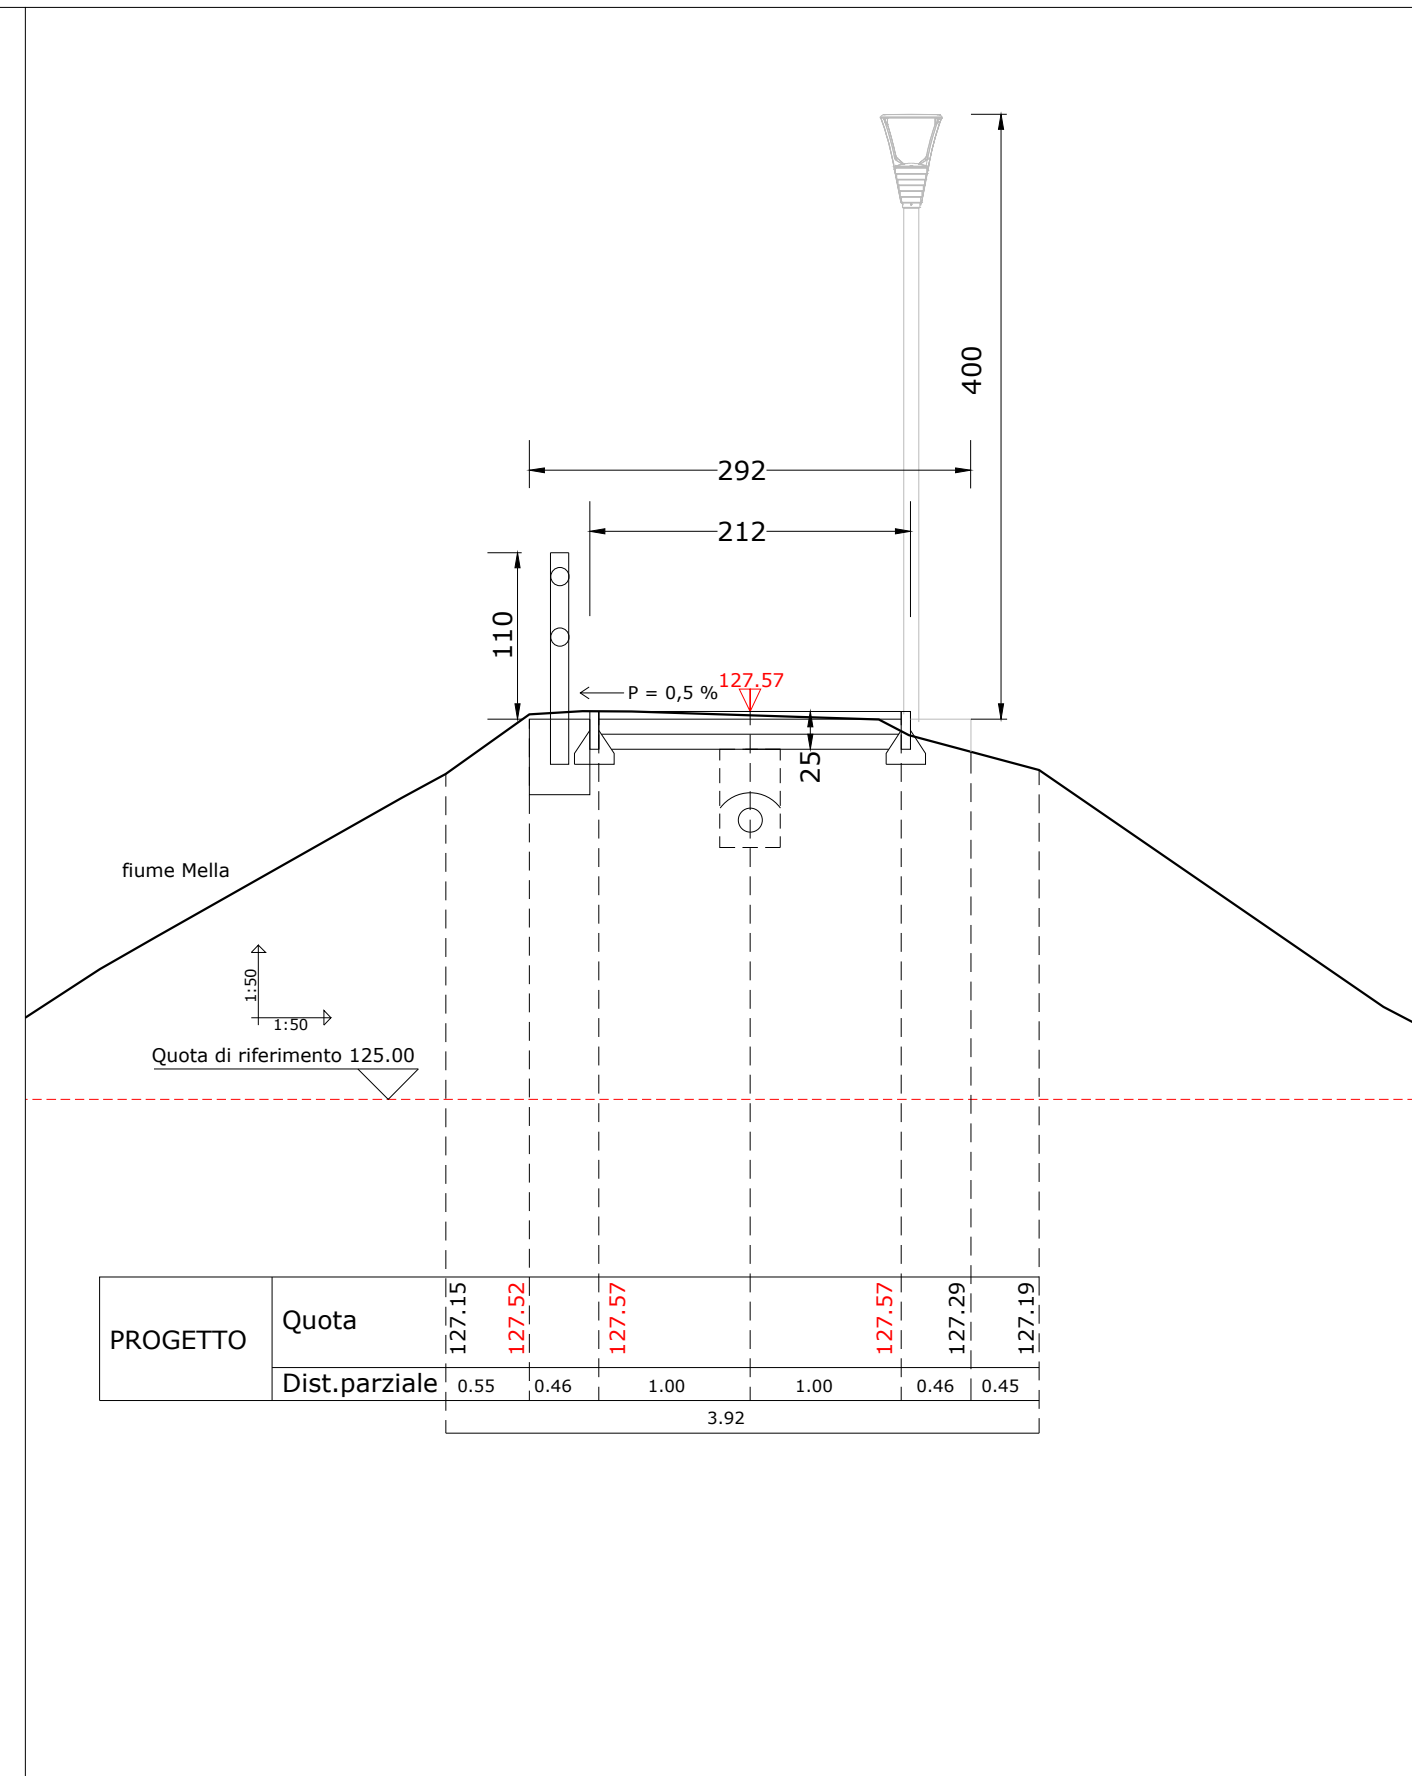 400
292
212
110
127.57
P = 0,5 %
25
fiume Mella
1:50
1:50
Quota di riferimento 125.00
PROGETTO
Quota
127.15
127.52
127.57
127.57
127.29
127.19
Dist.parziale 0.55 0.46 1.00 1.00 0.46 0.45
3.92